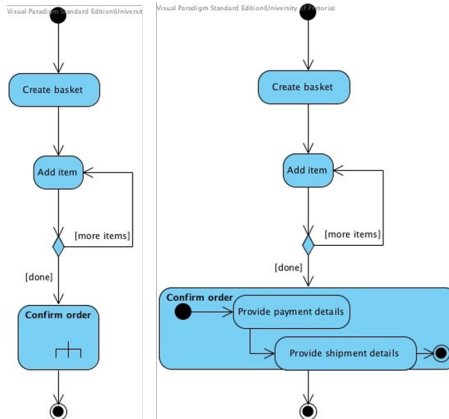 Visual Paradigm Standard Edition(Universit
Create basket
Add item
[more items]
[done]
Confirm order
Visual Paradigm Standard Edition(University of Pretoria)
Create basket
Add item
[more items]
[done]
Confirm order
Provide payment details
Provide shipment details